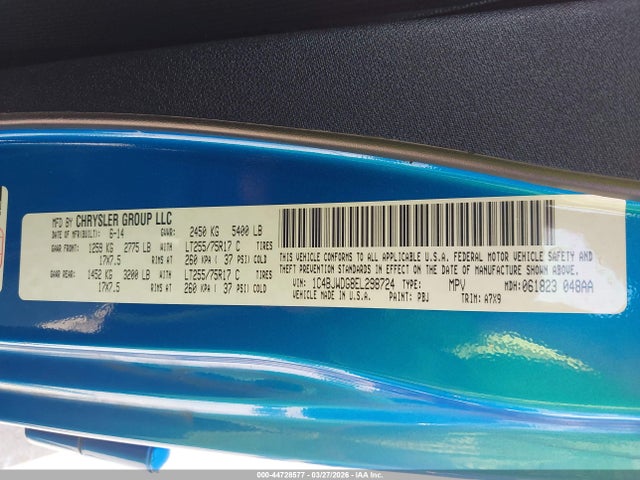 MFD BY CHRYSLER GROUP LLC
DATE OF MFR(BUILT): 6-14 GVWR: 2450 KG 5400 LB
GAWR FRONT: 1259 KG 2775 LB WITH LT255/75R17 C TIRES
17X7.5 RIMS AT 260 KPA ( 37 PSI) COLD
GAWR REAR: 1452 KG 3200 LB WITH LT255/75R17 C TIRES
17X7.5 RIMS AT 260 KPA ( 37 PSI) COLD
THIS VEHICLE CONFORMS TO ALL APPLICABLE U.S.A. FEDERAL MOTOR VEHICLE SAFETY AND
THEFT PREVENTION STANDARDS IN EFFECT ON THE DATE OF MANUFACTURE SHOWN ABOVE.
VIN: 1C4BJWDG8EL298724 TYPE: MPV MDH: 061823 048AA
VEHICLE MADE IN U.S.A. PAINT: PBJ TRIM: A7X9
000-44728577 - 03/27/2026 - IAA Corp.